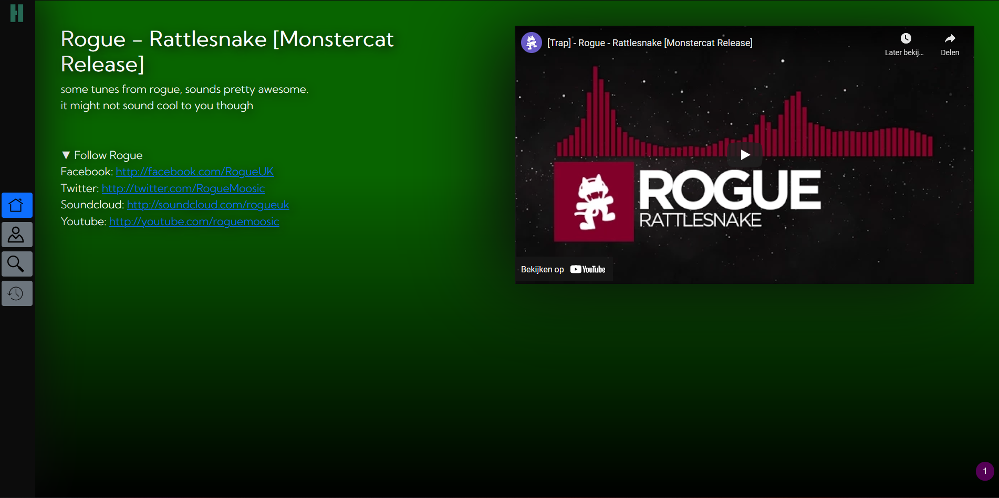 Rogue - Rattlesnake [Monstercat
Release]
some tunes from rogue, sounds pretty awesome.
it might not sound cool to you though
▼ Follow Rogue
Facebook: http://facebook.com/RogueUK
Twitter: http://twitter.com/RogueMoosic
Soundcloud: http://soundcloud.com/rogueuk
Youtube: http://youtube.com/roguemoosic
[Trap] - Rogue - Rattlesnake [Monstercat Release]
Later bekij...
Delen
ROGUE
RATTLESNAKE
Bekijken op YouTube
1